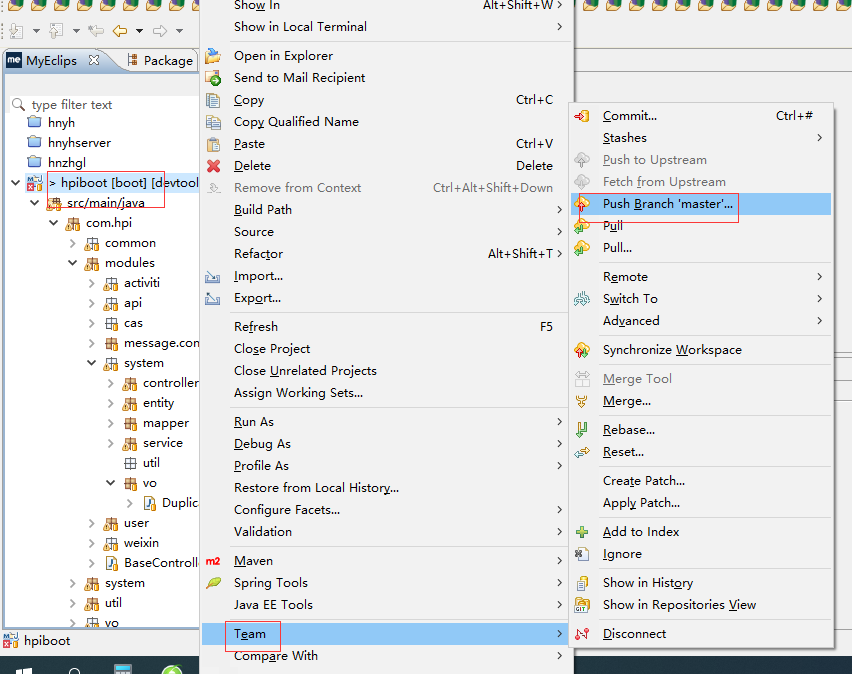 MyEclips
Package
type filter text
hnyh
hnyhserver
hnzhgl
> hpiboot [boot] [devtool
src/main/java
com.hpi
common
modules
activiti
api
cas
message.con
system
controller
entity
mapper
service
util
vo
Duplic
user
weixin
BaseControll
system
util
vo
hpiboot
Show In Alt+Shift+W >
Show in Local Terminal >
Open in Explorer
Send to Mail Recipient
Copy Ctrl+C
Copy Qualified Name
Paste Ctrl+V
Delete Delete
Remove from Context Ctrl+Alt+Shift+Down
Build Path >
Source >
Refactor Alt+Shift+T >
Import...
Export...
Refresh F5
Close Project
Close Unrelated Projects
Assign Working Sets...
Run As >
Debug As >
Profile As >
Restore from Local History...
Configure Facets... >
Validation >
Maven >
Spring Tools >
Java EE Tools >
Team >
Compare With >
Commit... Ctrl+#
Stashes >
Push to Upstream
Fetch from Upstream
Push Branch 'master'...
Pull
Pull...
Remote >
Switch To >
Advanced >
Synchronize Workspace
Merge Tool
Merge...
Rebase...
Reset...
Create Patch...
Apply Patch...
Add to Index
Ignore
Show in History
Show in Repositories View
Disconnect